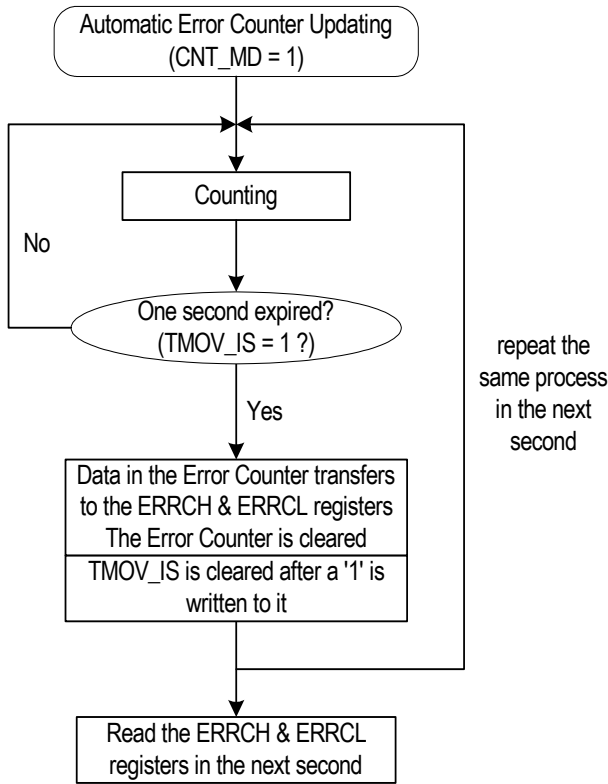 Automatic Error Counter Updating
(CNT_MD = 1)
Counting
No
One second expired?
(TMOV_IS = 1 ?)
repeat the
same process
in the next
second
Yes
Data in the Error Counter transfers
to the ERRCH & ERRCL registers
The Error Counter is cleared
TMOV_IS is cleared after a '1' is
written to it
Read the ERRCH & ERRCL
registers in the next second